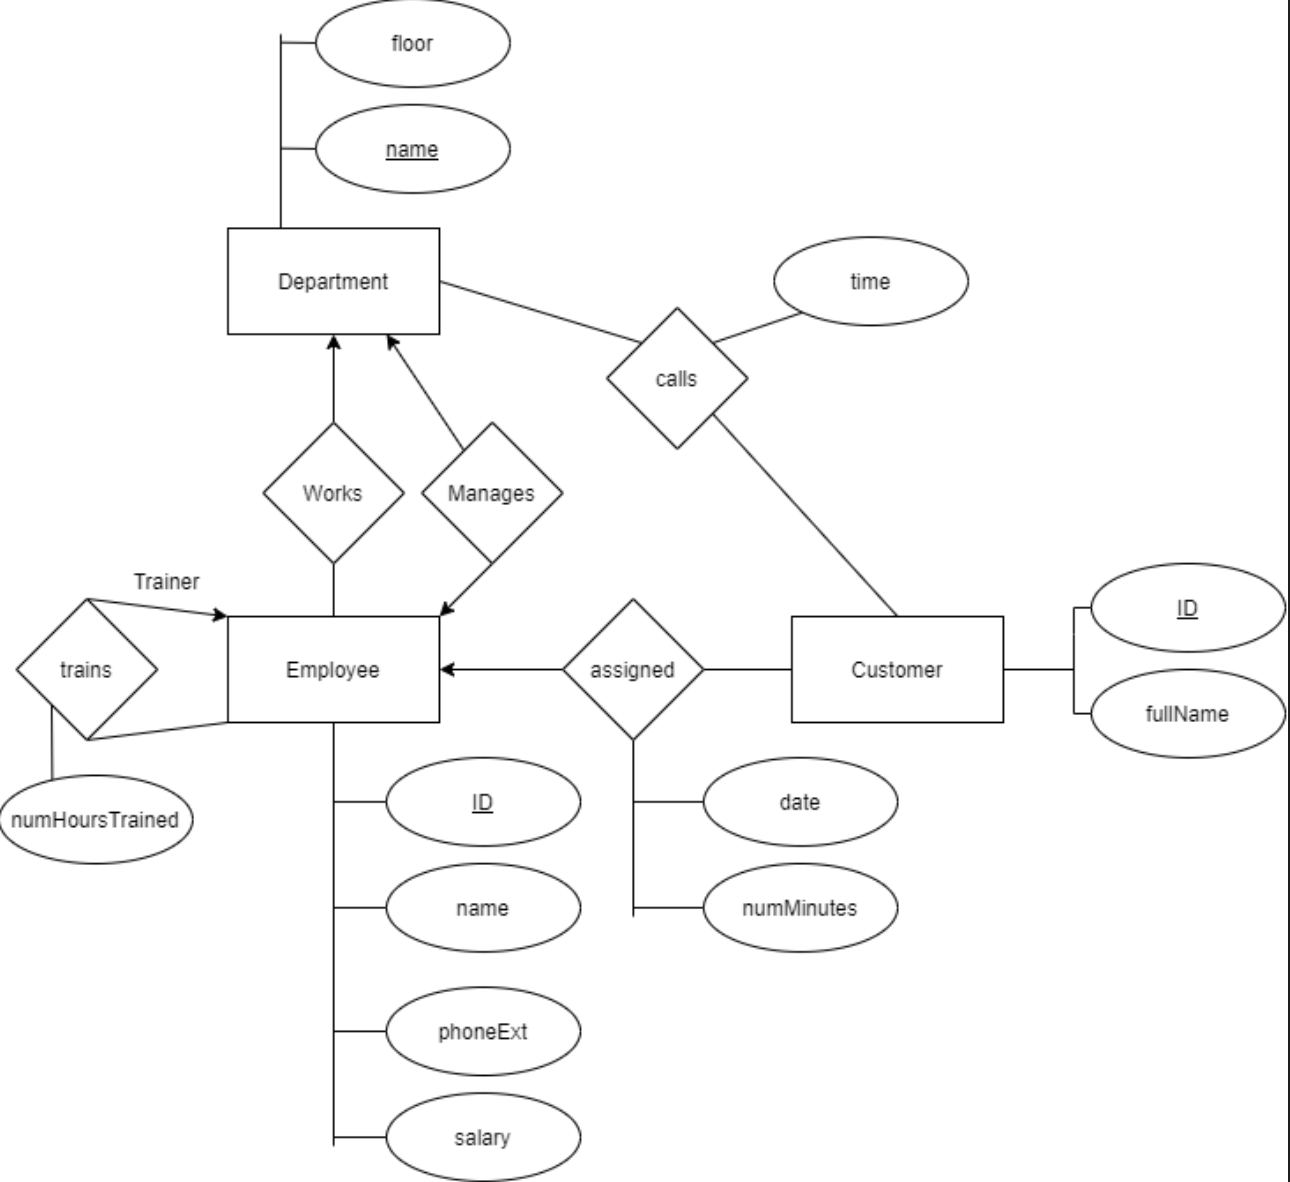 floor
name
Department
time
calls
Works
Manages
Trainer
trains
Employee
assigned
Customer
ID
fullName
numHoursTrained
ID
date
name
numMinutes
phoneExt
salary